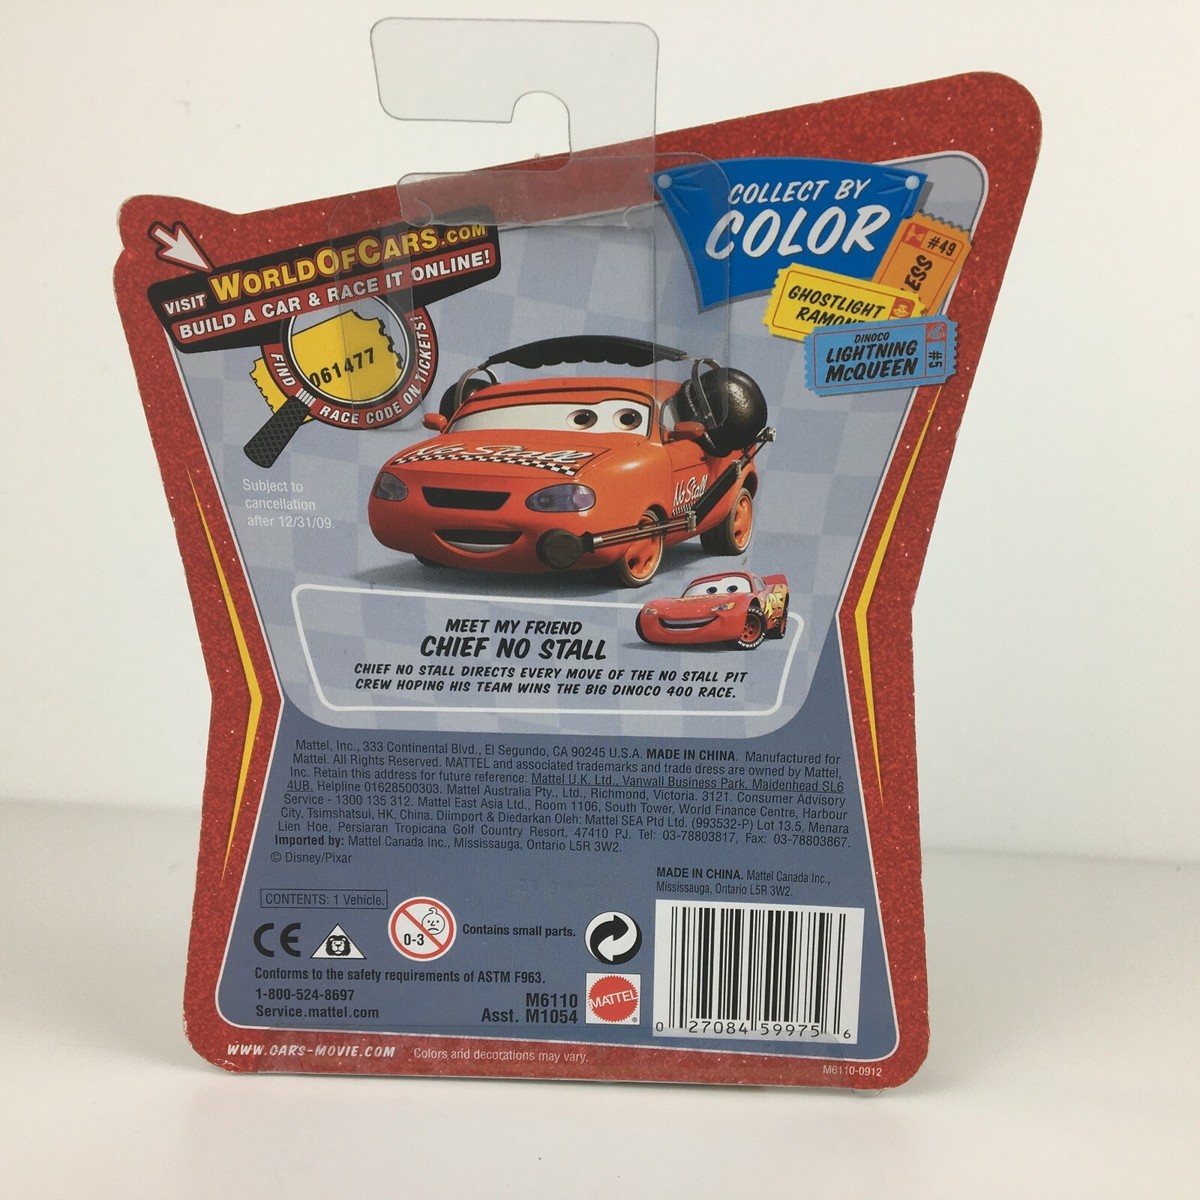 COLLECT BY
COLOR
#49
ESS
GHOSTLIGHT
RAMONE
DINOCO
LIGHTNING
McQUEEN
#5
VISIT WORLDOFCARS.COM
BUILD A CAR & RACE IT ONLINE!
061477
FIND RACE CODE ON TICKETS!
Subject to
cancellation
after 12/31/09.
No Stall
No Stall
95
MEET MY FRIEND
CHIEF NO STALL
CHIEF NO STALL DIRECTS EVERY MOVE OF THE NO STALL PIT
CREW HOPING HIS TEAM WINS THE BIG DINOCO 400 RACE.
Mattel, Inc., 333 Continental Blvd., El Segundo, CA 90245 U.S.A. MADE IN CHINA. Manufactured for
Mattel. All Rights Reserved. MATTEL and associated trademarks and trade dress are owned by Mattel,
Inc. Retain this address for future reference: Mattel U.K. Ltd., Vanwall Business Park, Maidenhead SL6
4UB. Helpline 01628500303. Mattel Australia Pty., Ltd., Richmond, Victoria. 3121. Consumer Advisory
Service - 1300 135 312. Mattel East Asia Ltd., Room 1106, South Tower, World Finance Centre, Harbour
City, Tsimshatsui, HK, China. Diimport & Diedarkan Oleh: Mattel SEA Ptd Ltd. (993532-P) Lot 13.5, Menara
Lien Hoe, Persiaran Tropicana Golf Country Resort, 47410 PJ. Tel: 03-78803817, Fax: 03-78803867.
Imported by: Mattel Canada Inc., Mississauga, Ontario L5R 3W2.
© Disney/Pixar
MADE IN CHINA. Mattel Canada Inc.,
Mississauga, Ontario L5R 3W2.
CONTENTS: 1 Vehicle.
CE
0-3
Contains small parts.
Conforms to the safety requirements of ASTM F963.
1-800-524-8697
Service.mattel.com
M6110
Asst. M1054
MATTEL
®
0 27084 59975 6
WWW.CARS-MOVIE.COM
Colors and decorations may vary.
M6110-0912